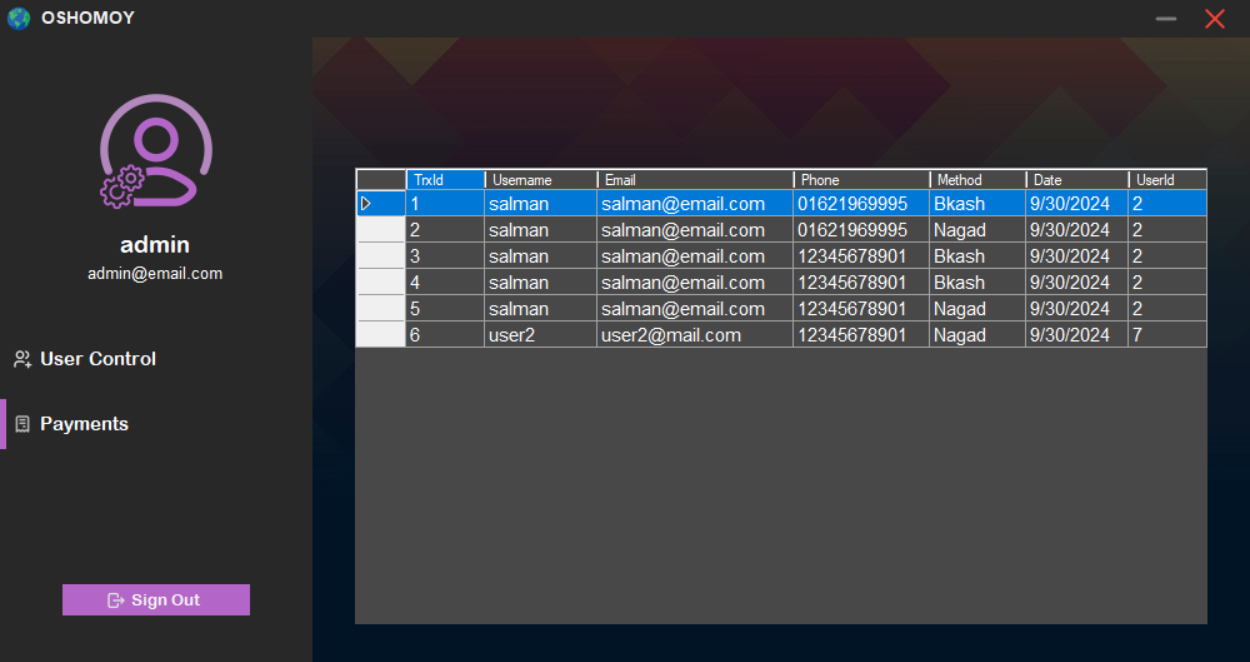 OSHOMOY
admin
admin@email.com
User Control
Payments
Sign Out
TrxId Username Email Phone Method Date UserId
1 salman salman@email.com 01621969995 Bkash 9/30/2024 2
2 salman salman@email.com 01621969995 Nagad 9/30/2024 2
3 salman salman@email.com 12345678901 Bkash 9/30/2024 2
4 salman salman@email.com 12345678901 Bkash 9/30/2024 2
5 salman salman@email.com 12345678901 Nagad 9/30/2024 2
6 user2 user2@mail.com 12345678901 Nagad 9/30/2024 7